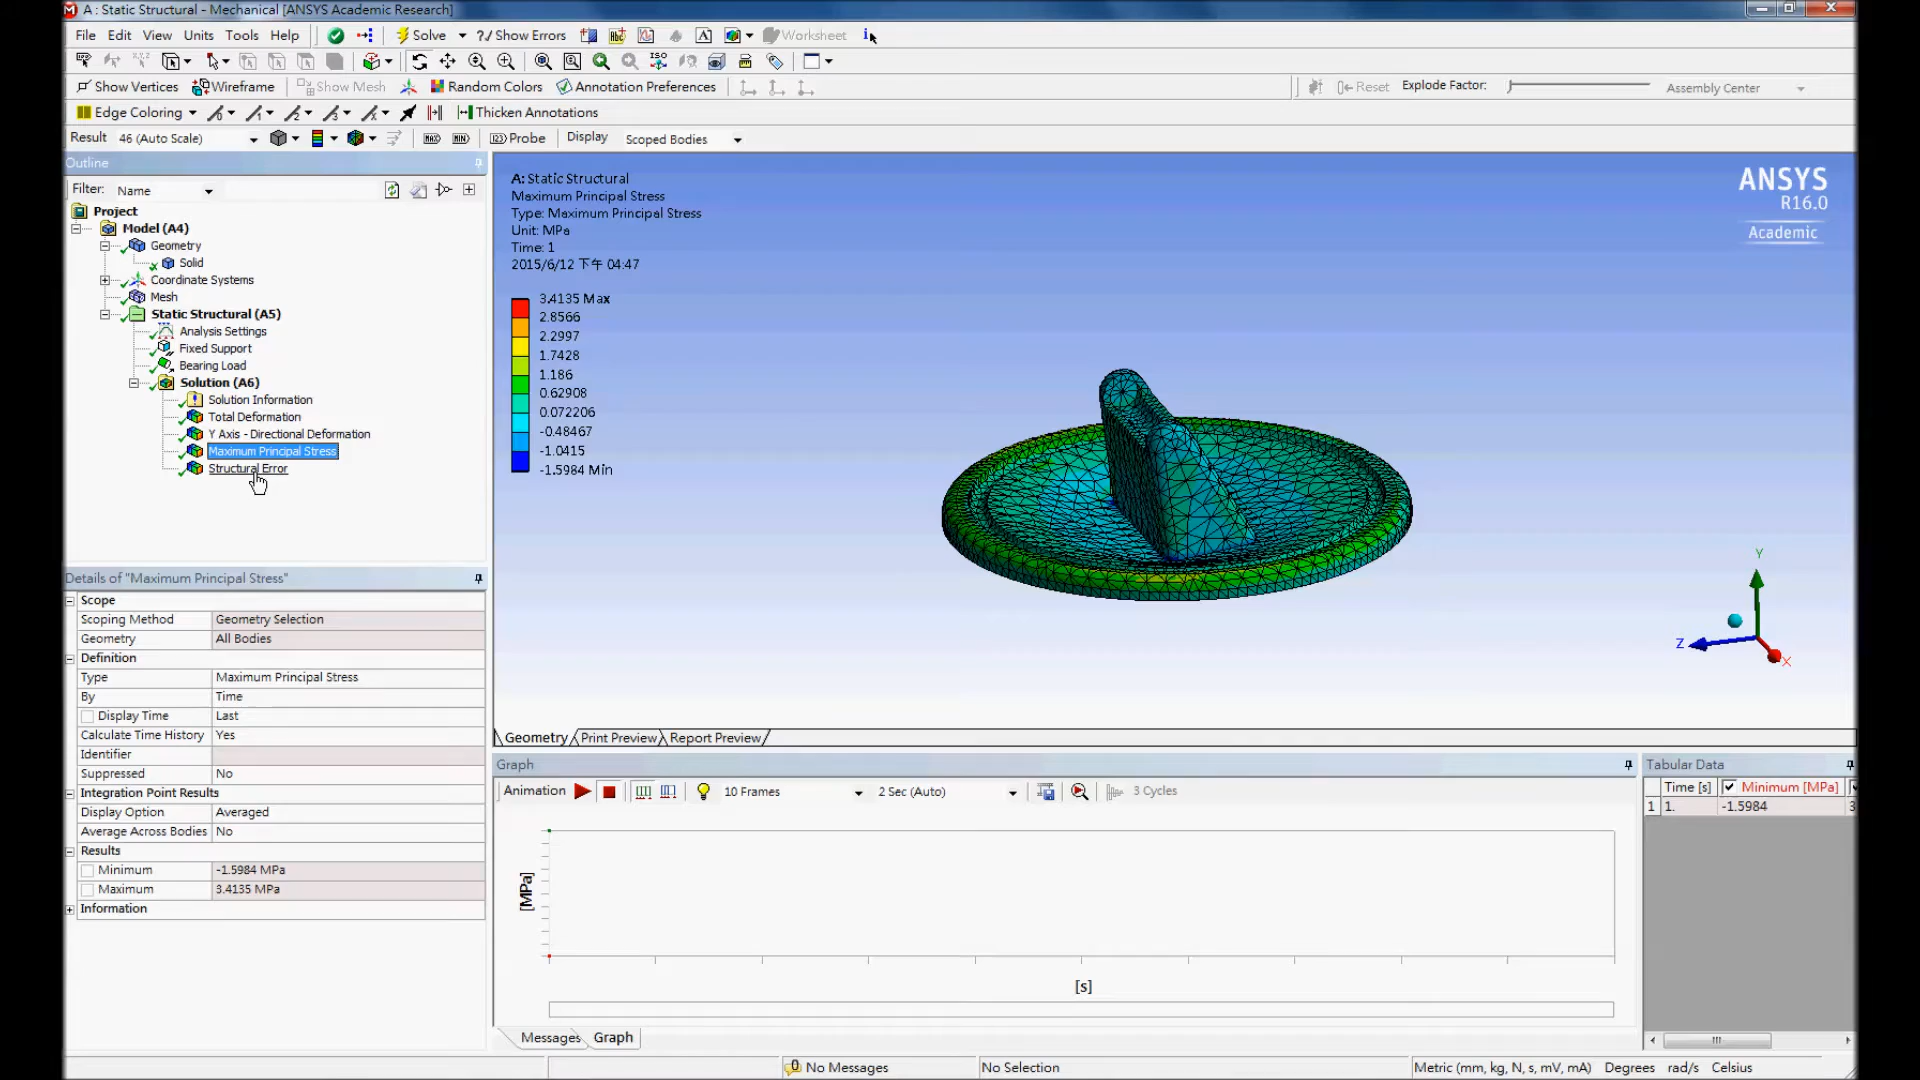 A : Static Structural - Mechanical [ANSYS Academic Research]
File Edit View Units Tools Help Solve ?/ Show Errors Worksheet
Show Vertices Wireframe Show Mesh Random Colors Annotation Preferences Reset Explode Factor: Assembly Center
Edge Coloring Thicken Annotations
Result 46 (Auto Scale) MAX MIN Probe Display Scoped Bodies
Outline
Filter: Name
Project
Model (A4)
Geometry
Solid
Coordinate Systems
Mesh
Static Structural (A5)
Analysis Settings
Fixed Support
Bearing Load
Solution (A6)
Solution Information
Total Deformation
Y Axis - Directional Deformation
Maximum Principal Stress
Structural Error
A: Static Structural
Maximum Principal Stress
Type: Maximum Principal Stress
Unit: MPa
Time: 1
2015/6/12 下午 04:47
3.4135 Max
2.8566
2.2997
1.7428
1.186
0.62908
0.072206
-0.48467
-1.0415
-1.5984 Min
ANSYS
R16.0
Academic
Y
Z
X
Details of "Maximum Principal Stress"
Scope
Scoping Method Geometry Selection
Geometry All Bodies
Definition
Type Maximum Principal Stress
By Time
Display Time Last
Calculate Time History Yes
Identifier
Suppressed No
Integration Point Results
Display Option Averaged
Average Across Bodies No
Results
Minimum -1.5984 MPa
Maximum 3.4135 MPa
Information
Geometry Print Preview Report Preview
Graph
Animation 10 Frames 2 Sec (Auto) 3 Cycles
[MPa]
[s]
Messages Graph
Tabular Data
Time [s] Minimum [MPa]
1 1. -1.5984 3
No Messages No Selection Metric (mm, kg, N, s, mV, mA) Degrees rad/s Celsius